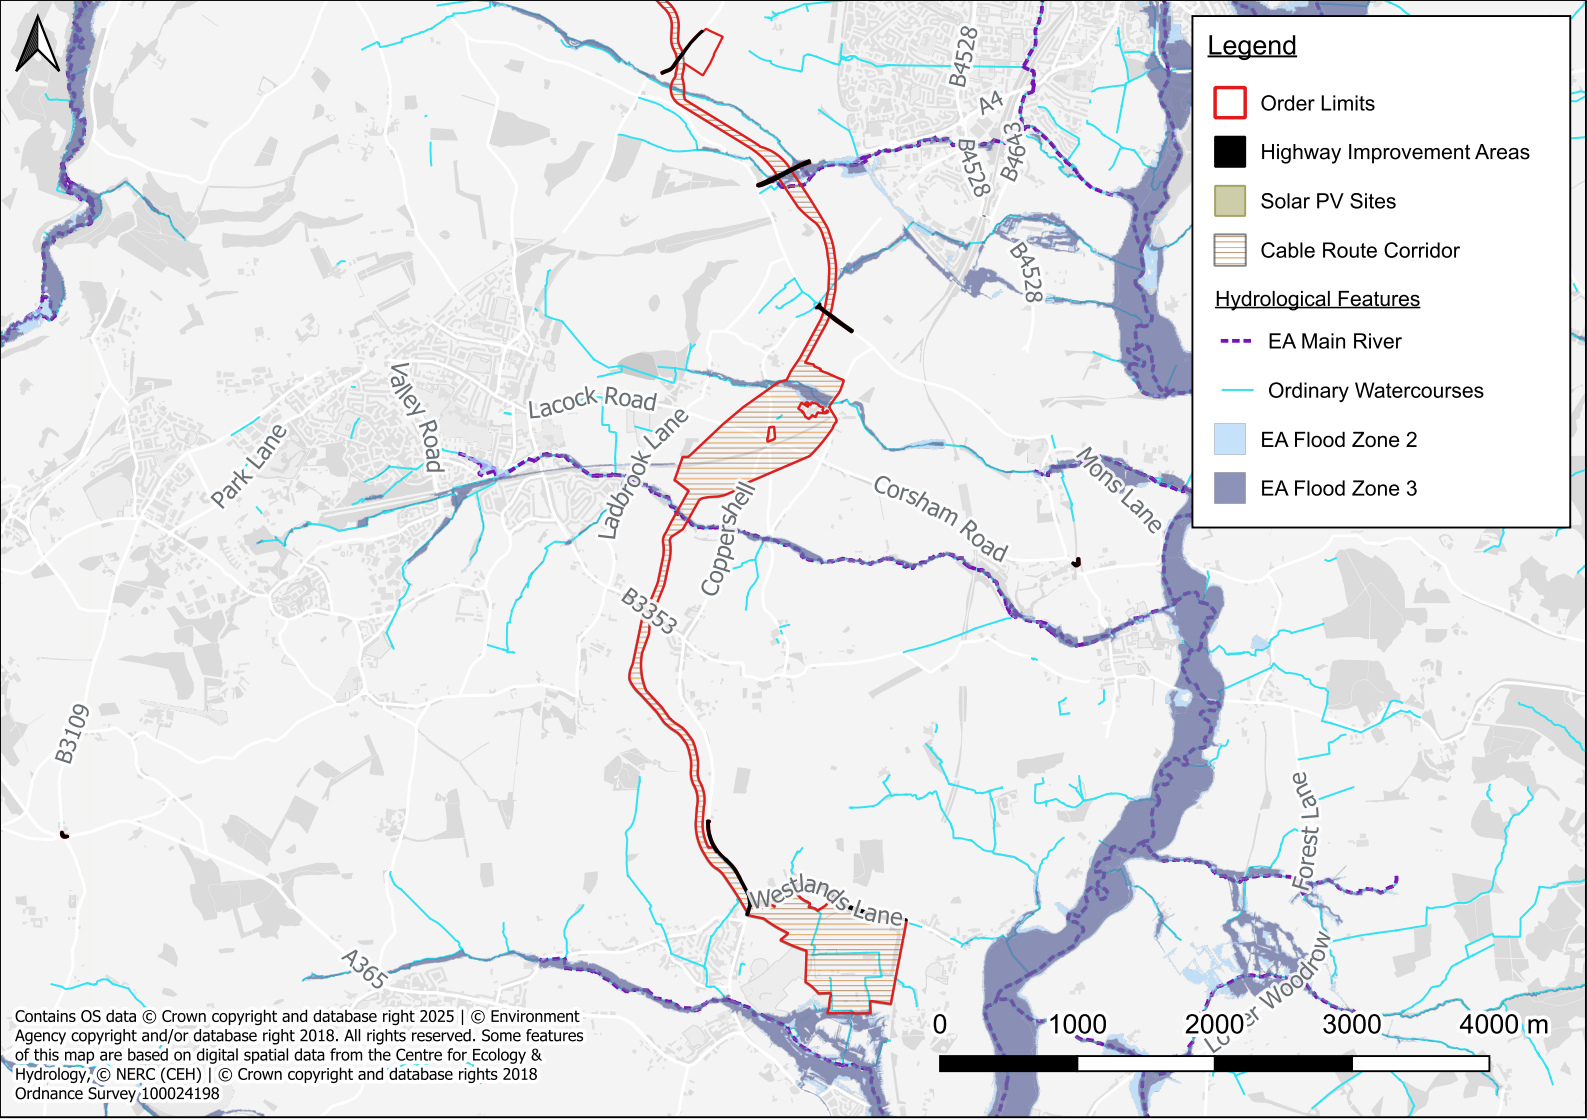 Legend
Order Limits
Highway Improvement Areas
Solar PV Sites
Cable Route Corridor
Hydrological Features
EA Main River
Ordinary Watercourses
EA Flood Zone 2
EA Flood Zone 3
B4528
A4
B4643
B4528
B4528
Valley Road
Lacock Road
Park Lane
Ladbrook Lane
Coppershell
Corsham Road
Mons Lane
B3353
B3109
Forest Lane
Westlands Lane
A365
Woodrow
0 1000 2000 3000 4000 m
Contains OS data © Crown copyright and database right 2025 | © Environment
Agency copyright and/or database right 2018. All rights reserved. Some features
of this map are based on digital spatial data from the Centre for Ecology &
Hydrology, © NERC (CEH) | © Crown copyright and database rights 2018
Ordnance Survey 100024198